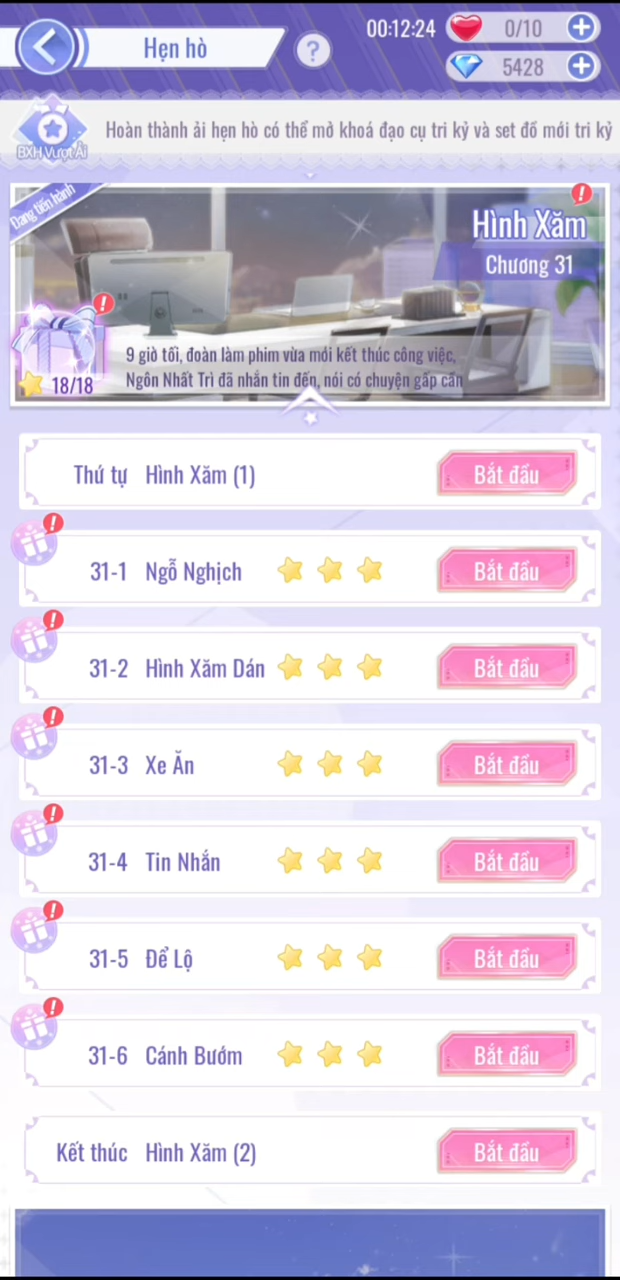 Hẹn hò
?
00:12:24
0/10
5428
BXH Vượt Ải
Hoàn thành ải hẹn hò có thể mở khoá đạo cụ tri kỷ và set đồ mới tri kỷ
Đang tiến hành
Hình Xăm
Chương 31
18/18
9 giờ tối, đoàn làm phim vừa mới kết thúc công việc,
Ngôn Nhất Trì đã nhắn tin đến, nói có chuyện gấp cần
Thứ tự Hình Xăm (1) Bắt đầu
31-1 Ngỗ Nghịch Bắt đầu
31-2 Hình Xăm Dán Bắt đầu
31-3 Xe Ăn Bắt đầu
31-4 Tin Nhắn Bắt đầu
31-5 Để Lộ Bắt đầu
31-6 Cánh Bướm Bắt đầu
Kết thúc Hình Xăm (2) Bắt đầu